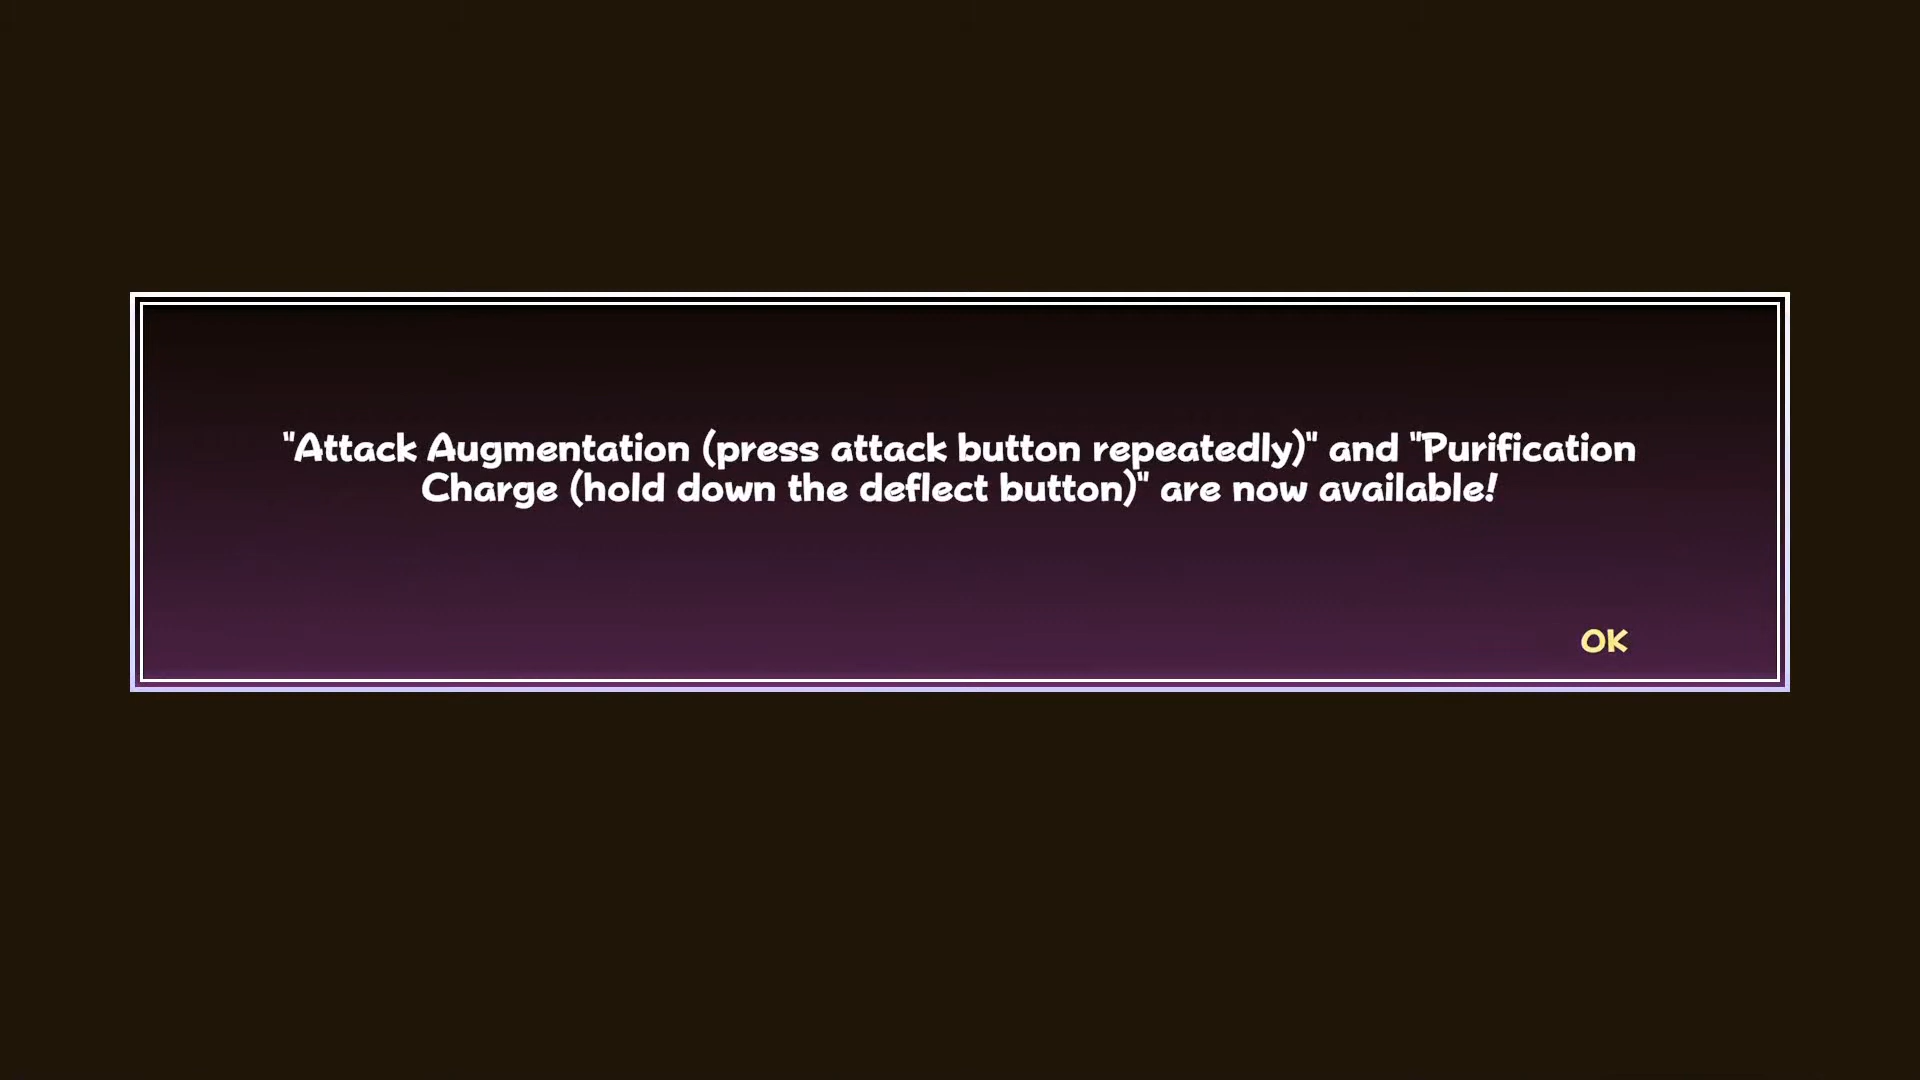 "Attack Augmentation (press attack button repeatedly)" and "Purification
Charge (hold down the deflect button)" are now available!
OK